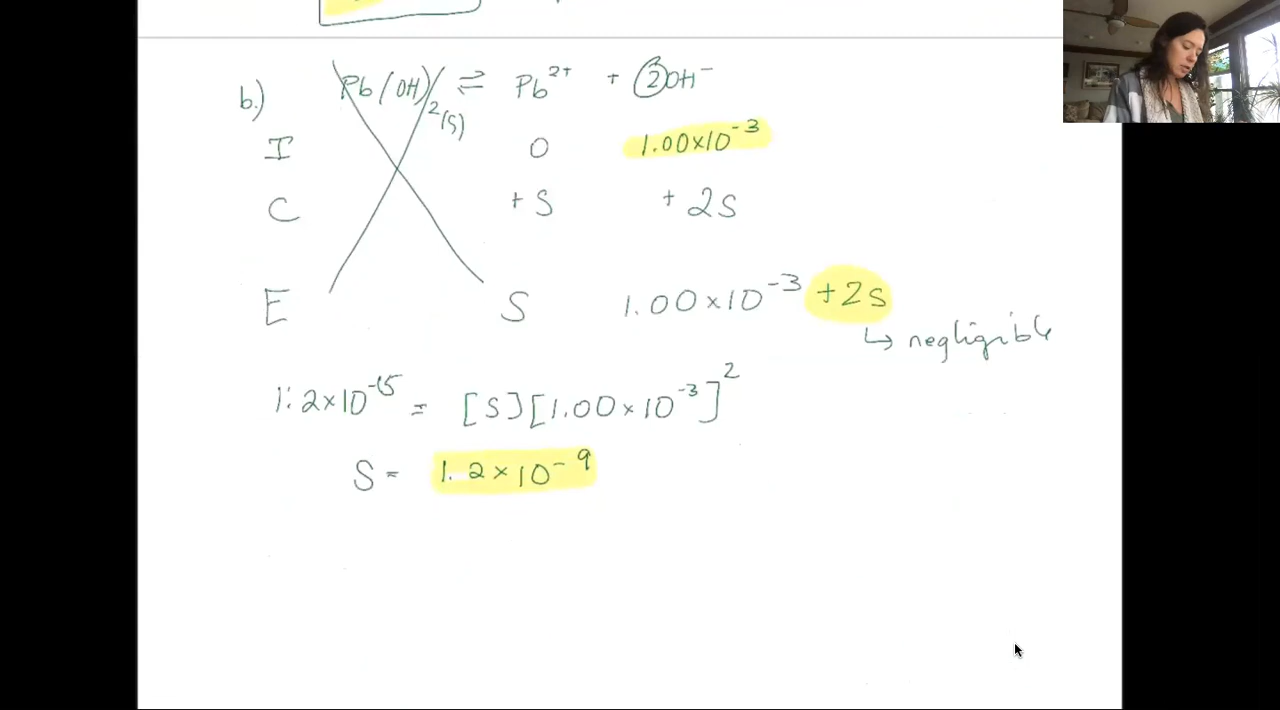 b.) Pb(OH)2(s) ⇌ Pb²⁺ + 2OH⁻
I 0 1.00×10⁻³
C +S +2S
E S 1.00×10⁻³ +2S
↳ negligible
1.2×10⁻¹⁵ = [S][1.00×10⁻³]²
S = 1.2×10⁻⁹